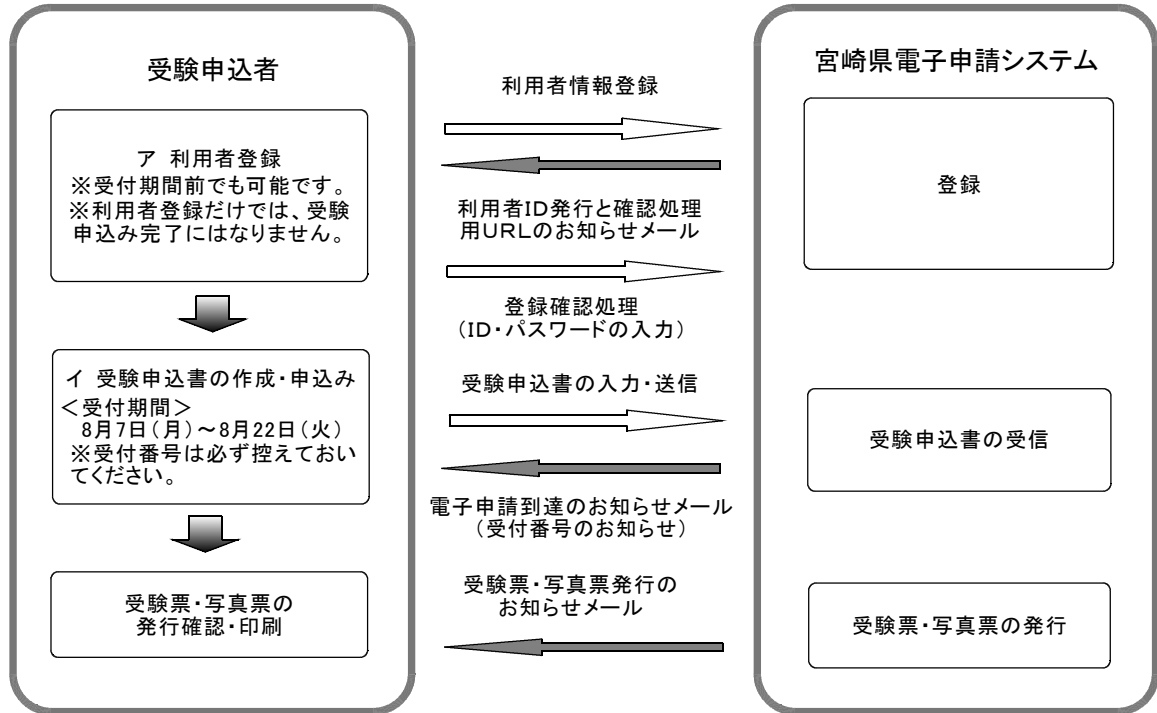 受験申込者
ア 利用者登録
※受付期間前でも可能です。
※利用者登録だけでは、受験
申込み完了にはなりません。
イ 受験申込書の作成・申込み
＜受付期間＞
8月7日（月）～8月22日（火）
※受付番号は必ず控えておい
てください。
受験票・写真票の
発行確認・印刷
利用者情報登録
利用者ID発行と確認処理
用URLのお知らせメール
登録確認処理
（ID・パスワードの入力）
受験申込書の入力・送信
電子申請到達のお知らせメール
（受付番号のお知らせ）
受験票・写真票発行の
お知らせメール
宮崎県電子申請システム
登録
受験申込書の受信
受験票・写真票の発行